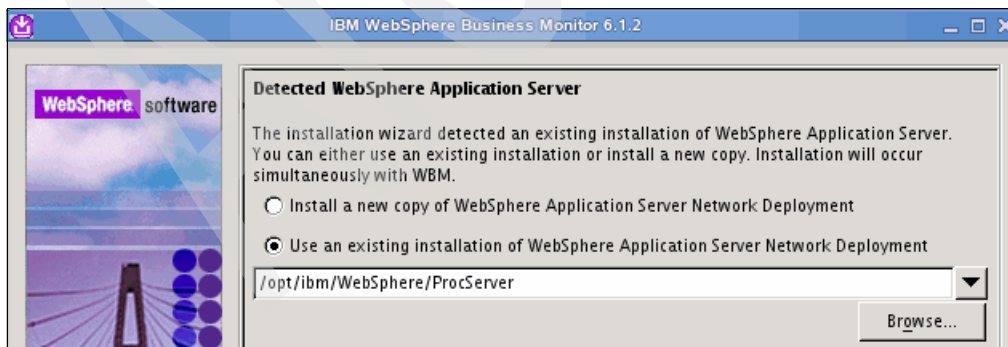 IBM WebSphere Business Monitor 6.1.2
WebSphere software
Detected WebSphere Application Server
The installation wizard detected an existing installation of WebSphere Application Server.
You can either use an existing installation or install a new copy. Installation will occur
simultaneously with WBM.
Install a new copy of WebSphere Application Server Network Deployment
Use an existing installation of WebSphere Application Server Network Deployment
/opt/ibm/WebSphere/ProcServer
Browse...